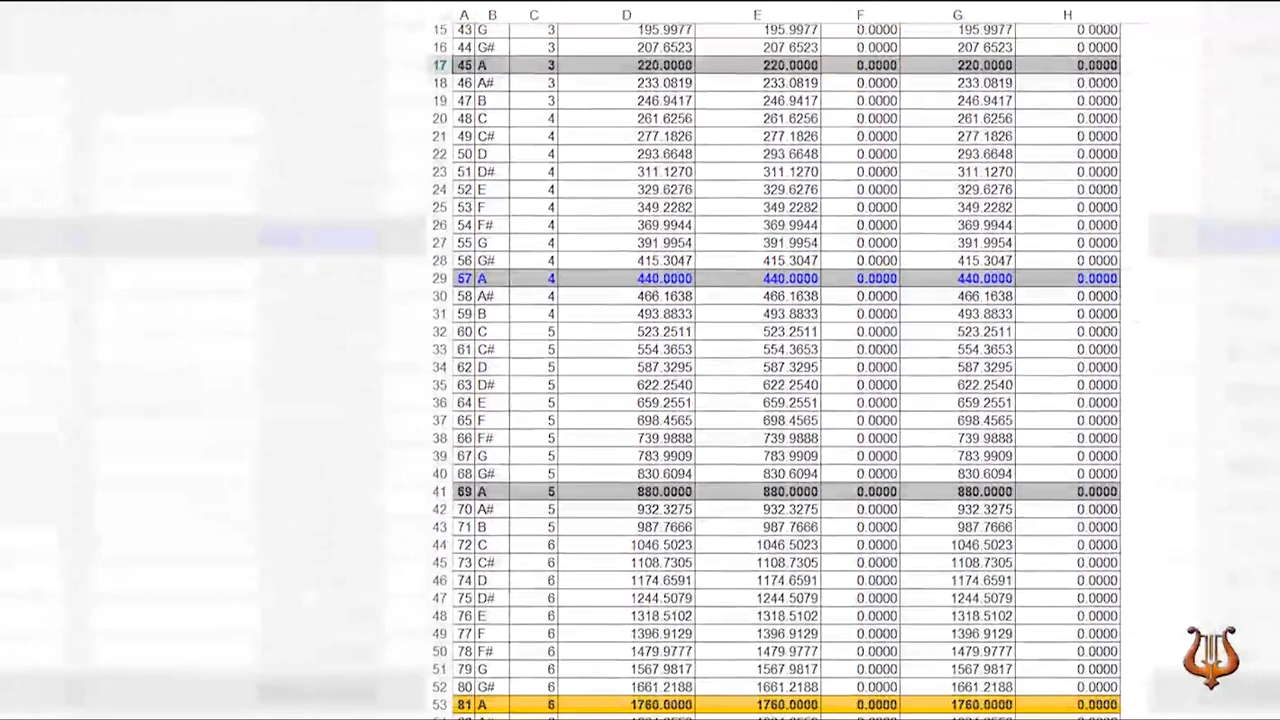 A B C D E F G H
15 43 G 3 195.9977 195.9977 0.0000 195.9977 0.0000
16 44 G# 3 207.6523 207.6523 0.0000 207.6523 0.0000
17 45 A 3 220.0000 220.0000 0.0000 220.0000 0.0000
18 46 A# 3 233.0819 233.0819 0.0000 233.0819 0.0000
19 47 B 3 246.9417 246.9417 0.0000 246.9417 0.0000
20 48 C 4 261.6256 261.6256 0.0000 261.6256 0.0000
21 49 C# 4 277.1826 277.1826 0.0000 277.1826 0.0000
22 50 D 4 293.6648 293.6648 0.0000 293.6648 0.0000
23 51 D# 4 311.1270 311.1270 0.0000 311.1270 0.0000
24 52 E 4 329.6276 329.6276 0.0000 329.6276 0.0000
25 53 F 4 349.2282 349.2282 0.0000 349.2282 0.0000
26 54 F# 4 369.9944 369.9944 0.0000 369.9944 0.0000
27 55 G 4 391.9954 391.9954 0.0000 391.9954 0.0000
28 56 G# 4 415.3047 415.3047 0.0000 415.3047 0.0000
29 57 A 4 440.0000 440.0000 0.0000 440.0000 0.0000
30 58 A# 4 466.1638 466.1638 0.0000 466.1638 0.0000
31 59 B 4 493.8833 493.8833 0.0000 493.8833 0.0000
32 60 C 5 523.2511 523.2511 0.0000 523.2511 0.0000
33 61 C# 5 554.3653 554.3653 0.0000 554.3653 0.0000
34 62 D 5 587.3295 587.3295 0.0000 587.3295 0.0000
35 63 D# 5 622.2540 622.2540 0.0000 622.2540 0.0000
36 64 E 5 659.2551 659.2551 0.0000 659.2551 0.0000
37 65 F 5 698.4565 698.4565 0.0000 698.4565 0.0000
38 66 F# 5 739.9888 739.9888 0.0000 739.9888 0.0000
39 67 G 5 783.9909 783.9909 0.0000 783.9909 0.0000
40 68 G# 5 830.6094 830.6094 0.0000 830.6094 0.0000
41 69 A 5 880.0000 880.0000 0.0000 880.0000 0.0000
42 70 A# 5 932.3275 932.3275 0.0000 932.3275 0.0000
43 71 B 5 987.7666 987.7666 0.0000 987.7666 0.0000
44 72 C 6 1046.5023 1046.5023 0.0000 1046.5023 0.0000
45 73 C# 6 1108.7305 1108.7305 0.0000 1108.7305 0.0000
46 74 D 6 1174.6591 1174.6591 0.0000 1174.6591 0.0000
47 75 D# 6 1244.5079 1244.5079 0.0000 1244.5079 0.0000
48 76 E 6 1318.5102 1318.5102 0.0000 1318.5102 0.0000
49 77 F 6 1396.9129 1396.9129 0.0000 1396.9129 0.0000
50 78 F# 6 1479.9777 1479.9777 0.0000 1479.9777 0.0000
51 79 G 6 1567.9817 1567.9817 0.0000 1567.9817 0.0000
52 80 G# 6 1661.2188 1661.2188 0.0000 1661.2188 0.0000
53 81 A 6 1760.0000 1760.0000 0.0000 1760.0000 0.0000